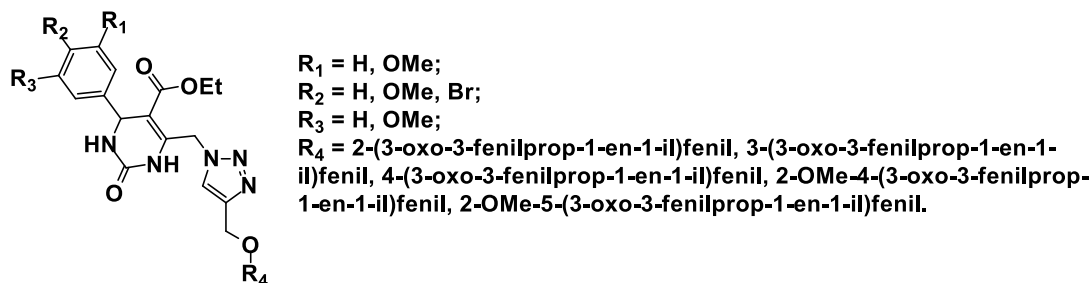 R1 = H, OMe;
R2 = H, OMe, Br;
R3 = H, OMe;
R4 = 2-(3-oxo-3-fenilprop-1-en-1-il)fenil, 3-(3-oxo-3-fenilprop-1-en-1-
il)fenil, 4-(3-oxo-3-fenilprop-1-en-1-il)fenil, 2-OMe-4-(3-oxo-3-fenilprop-
1-en-1-il)fenil, 2-OMe-5-(3-oxo-3-fenilprop-1-en-1-il)fenil.
R2 R1
R3
O
OEt
HN
O
NH
N
N
N
O
R4